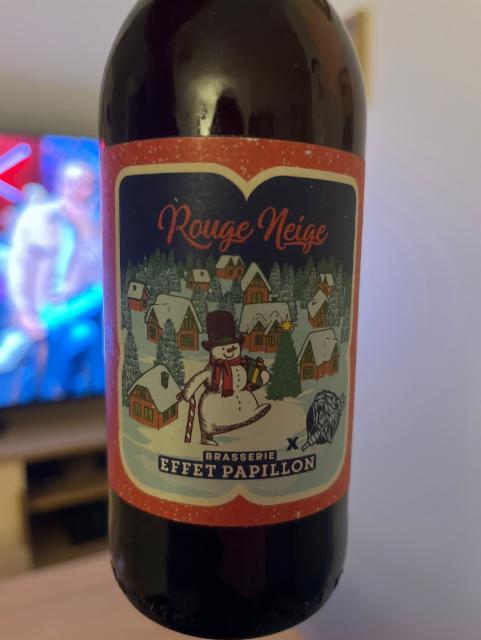 Rouge Neige
BRASSERIE
EFFET PAPILLON
X